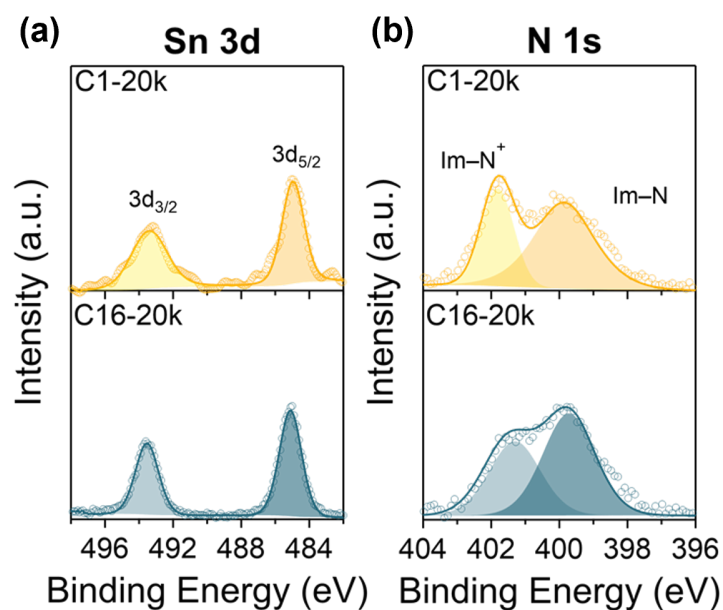 (a)
Sn 3d
C1-20k
3d3/2
3d5/2
C16-20k
Intensity (a.u.)
496 492 488 484
Binding Energy (eV)
(b)
N 1s
C1-20k
Im–N+
Im–N
C16-20k
Intensity (a.u.)
404 402 400 398 396
Binding Energy (eV)